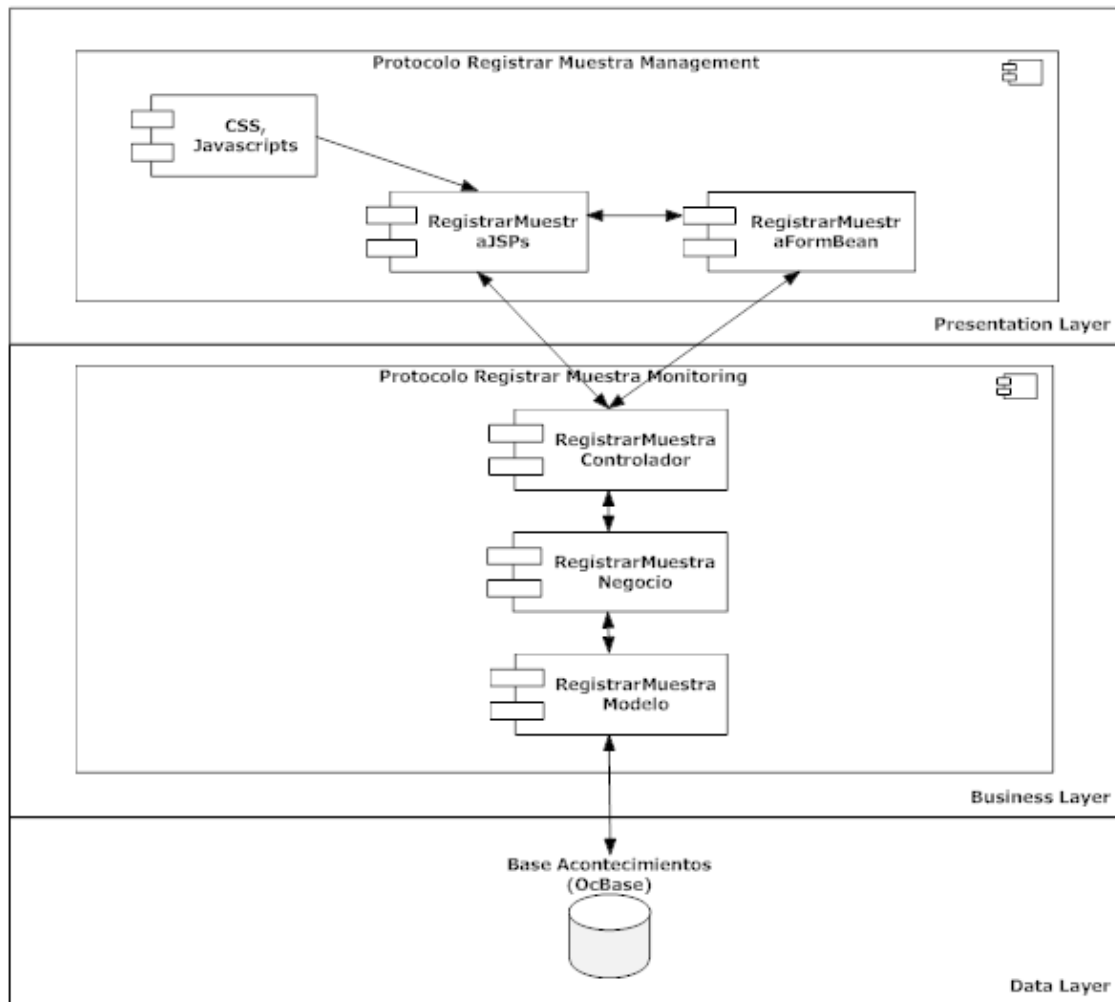 Protocolo Registrar Muestra Management
CSS,
Javascripts
RegistrarMuestr
aJSPs
RegistrarMuestr
aFormBean
Presentation Layer
Protocolo Registrar Muestra Monitoring
RegistrarMuestra
Controlador
RegistrarMuestra
Negocio
RegistrarMuestra
Modelo
Business Layer
Base Acontecimientos
(OcBase)
Data Layer